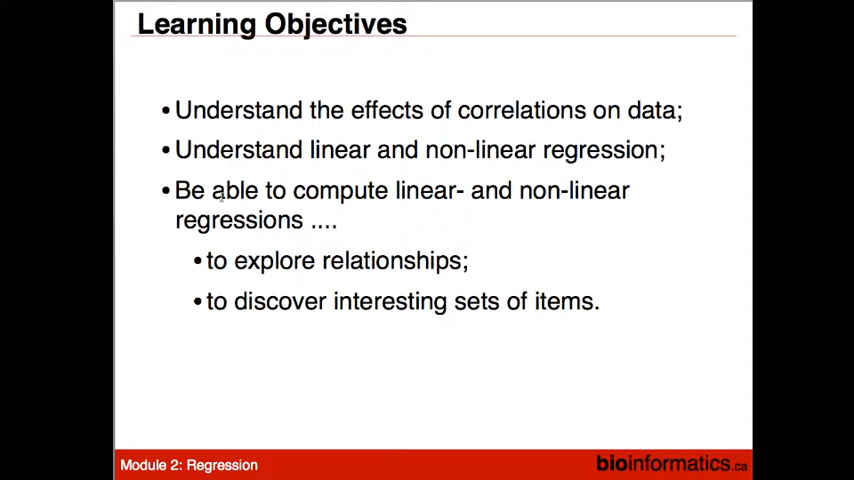 Learning Objectives
•Understand the effects of correlations on data;
•Understand linear and non-linear regression;
•Be able to compute linear- and non-linear
regressions ....
•to explore relationships;
•to discover interesting sets of items.
Module 2: Regression
bioinformatics.ca